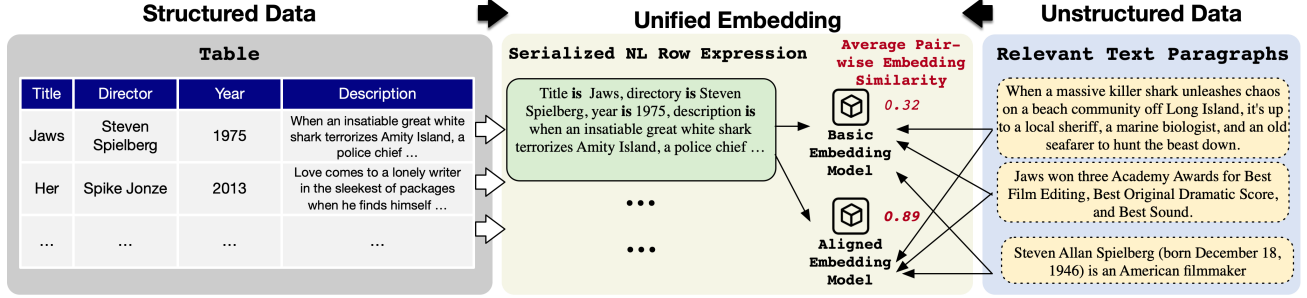 Structured Data
Unified Embedding
Unstructured Data
Table
Title Director Year Description
Jaws
Steven
Spielberg
1975
When an insatiable great white
shark terrorizes Amity Island, a
police chief ...
Her
Spike Jonze
2013
Love comes to a lonely writer
in the sleekest of packages
when he finds himself ...
... ... ... ...
Serialized NL Row Expression
Title is Jaws, directory is Steven
Spielberg, year is 1975, description is
when an insatiable great white shark
terrorizes Amity Island, a police chief ...
...
...
Average Pair-
wise Embedding
Similarity
0.32
Basic
Embedding
Model
0.89
Aligned
Embedding
Model
Relevant Text Paragraphs
When a massive killer shark unleashes chaos
on a beach community off Long Island, it's up
to a local sheriff, a marine biologist, and an old
seafarer to hunt the beast down.
Jaws won three Academy Awards for Best
Film Editing, Best Original Dramatic Score,
and Best Sound.
Steven Allan Spielberg (born December 18,
1946) is an American filmmaker